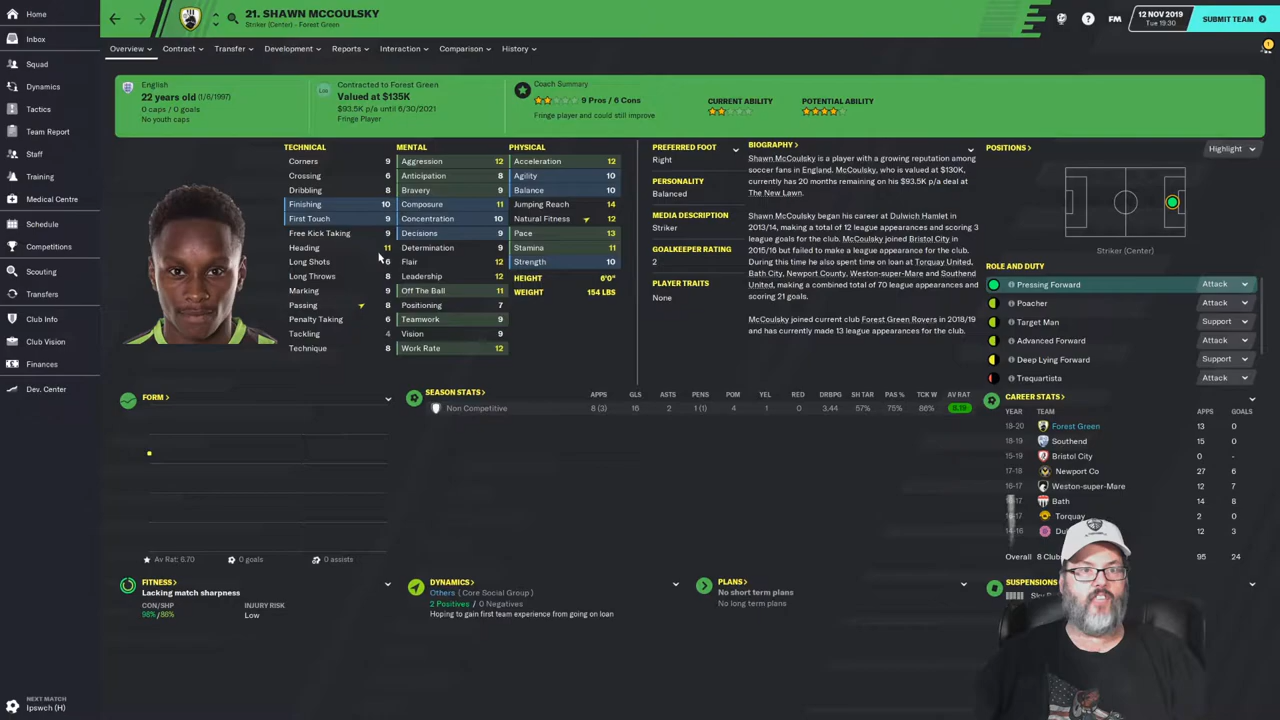 Home
Inbox
Squad
Dynamics
Tactics
Team Report
Staff
Training
Medical Centre
Schedule
Competitions
Scouting
Transfers
Club Info
Club Vision
Finances
Dev. Center
NEXT MATCH
Ipswich (H)
21. SHAWN MCCOULSKY
Striker (Center) - Forest Green
FM
12 NOV 2019
Tue 19:30
SUBMIT TEAM
Overview
Contract
Transfer
Development
Reports
Interaction
Comparison
History
English
22 years old (1/6/1997)
0 caps / 0 goals
No youth caps
Contracted to Forest Green
Valued at $135K
$93.5K p/a until 6/30/2021
Fringe Player
Coach Summary
9 Pros / 6 Cons
Fringe player and could still improve
CURRENT ABILITY
POTENTIAL ABILITY
TECHNICAL
Corners 9
Crossing 6
Dribbling 8
Finishing 10
First Touch 9
Free Kick Taking 9
Heading 11
Long Shots 6
Long Throws 8
Marking 9
Passing 8
Penalty Taking 6
Tackling 4
Technique 8
MENTAL
Aggression 12
Anticipation 8
Bravery 9
Composure 11
Concentration 10
Decisions 9
Determination 9
Flair 12
Leadership 12
Off The Ball 11
Positioning 7
Teamwork 9
Vision 9
Work Rate 12
PHYSICAL
Acceleration 12
Agility 10
Balance 10
Jumping Reach 14
Natural Fitness 12
Pace 13
Stamina 11
Strength 10
HEIGHT 6'0"
WEIGHT 154 LBS
PREFERRED FOOT
Right
PERSONALITY
Balanced
MEDIA DESCRIPTION
Striker
GOALKEEPER RATING
2
PLAYER TRAITS
None
BIOGRAPHY
Shawn McCoulsky is a player with a growing reputation among
soccer fans in England, McCoulsky, who is valued at $130K,
currently has 20 months remaining on his $93.5K p/a deal at
The New Lawn.
Shawn McCoulsky began his career at Dulwich Hamlet in
2013/14, making a total of 12 league appearances and scoring 3
league goals for the club. McCoulsky joined Bristol City in
2015/16 but failed to make a league appearance for the club.
During this he also spent time on loan at Torquay United,
Bath City, Newport County, Weston-super-Mare and Southend
United, making a combined total of 70 league appearances and
scoring 21 goals.
McCoulsky joined current club Forest Green Rovers in 2018/19
and has currently made 13 league appearances for the club.
POSITIONS
Highlight
Striker (Center)
ROLE AND DUTY
Pressing Forward Attack
Poacher Attack
Target Man Support
Advanced Forward Attack
Deep Lying Forward Support
Trequartista Attack
FORM
Av Rat: 6.70
0 goals
0 assists
SEASON STATS
APPS GLS ASTS PENS POM YEL RED DRBPG SH TAR PAS % TCK W AV RAT
Non Competitive 8 (3) 16 2 1 (1) 4 1 0 3.44 57% 75% 86% 8.19
CAREER STATS
YEAR TEAM APPS GOALS
18-20 Forest Green 13 0
18-19 Southend 15 0
15-19 Bristol City 0 -
17-18 Newport Co 27 6
16-17 Weston-super-Mare 12 7
Bath 14 8
Torquay 2 0
12 3
Overall 8 Clubs 95 24
FITNESS
Lacking match sharpness
CON/SHP
98% / 86%
INJURY RISK
Low
DYNAMICS
Others (Core Social Group)
2 Positives / 0 Negatives
Hoping to gain first team experience from going on loan
PLANS
No short term plans
No long term plans
SUSPENSIONS